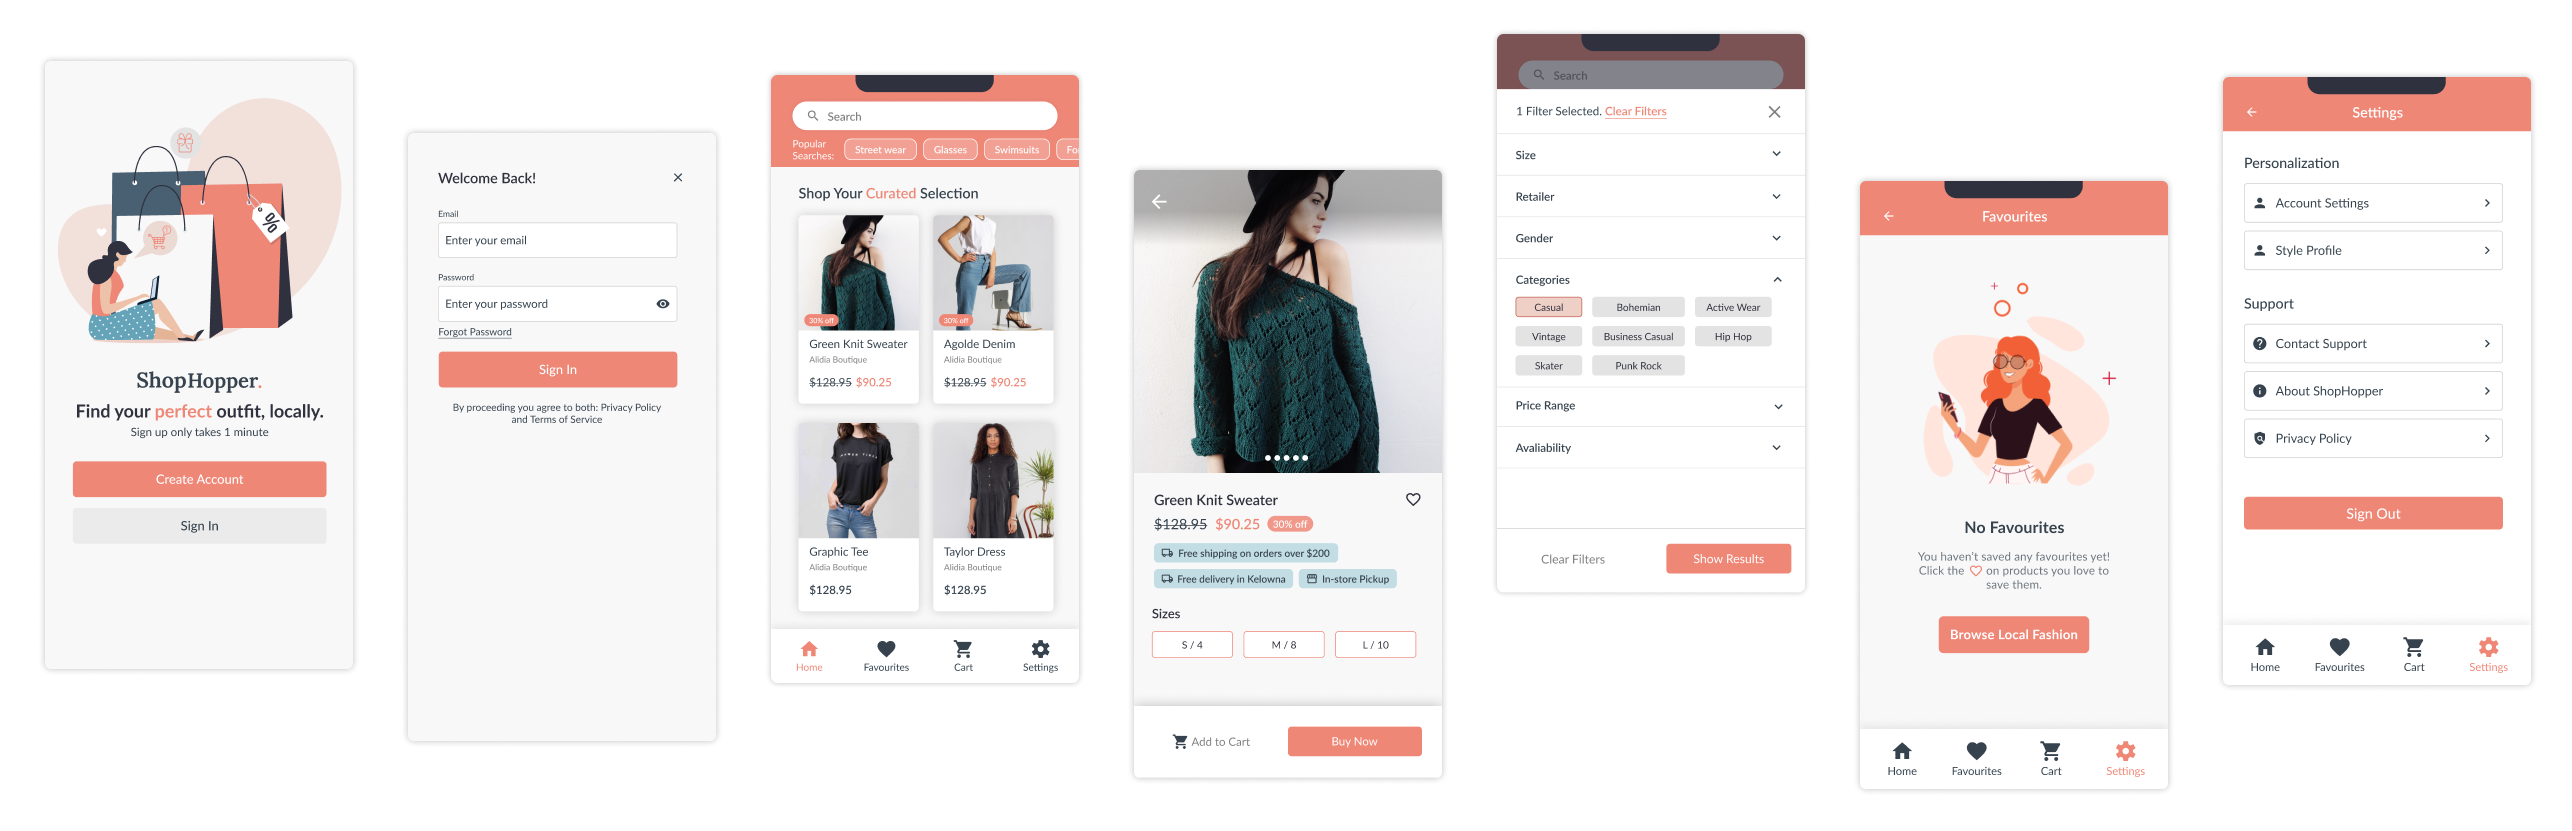 ShopHopper.
Find your perfect outfit, locally.
Sign up only takes 1 minute
Create Account
Sign In
Welcome Back!
Email
Enter your email
Password
Enter your password
Forgot Password
Sign In
By proceeding you agree to both: Privacy Policy
and Terms of Service
Search
Popular
Searches:
Street wear
Glasses
Swimsuits
Fo
Shop Your Curated Selection
30% off
30% off
Green Knit Sweater
Alidia Boutique
$128.95 $90.25
Agolde Denim
Alidia Boutique
$128.95 $90.25
Graphic Tee
Alidia Boutique
$128.95
Taylor Dress
Alidia Boutique
$128.95
Home
Favourites
Cart
Settings
Green Knit Sweater
$128.95 $90.25 30% off
Free shipping on orders over $200
Free delivery in Kelowna
In-store Pickup
Sizes
S / 4
M / 8
L / 10
Add to Cart
Buy Now
Search
1 Filter Selected. Clear Filters
Size
Retailer
Gender
Categories
Casual
Bohemian
Active Wear
Vintage
Business Casual
Hip Hop
Skater
Punk Rock
Price Range
Avaliability
Clear Filters
Show Results
Favourites
No Favourites
You haven't saved any favourites yet!
Click the on products you love to
save them.
Browse Local Fashion
Home
Favourites
Cart
Settings
Settings
Personalization
Account Settings
Style Profile
Support
Contact Support
About ShopHopper
Privacy Policy
Sign Out
Home
Favourites
Cart
Settings